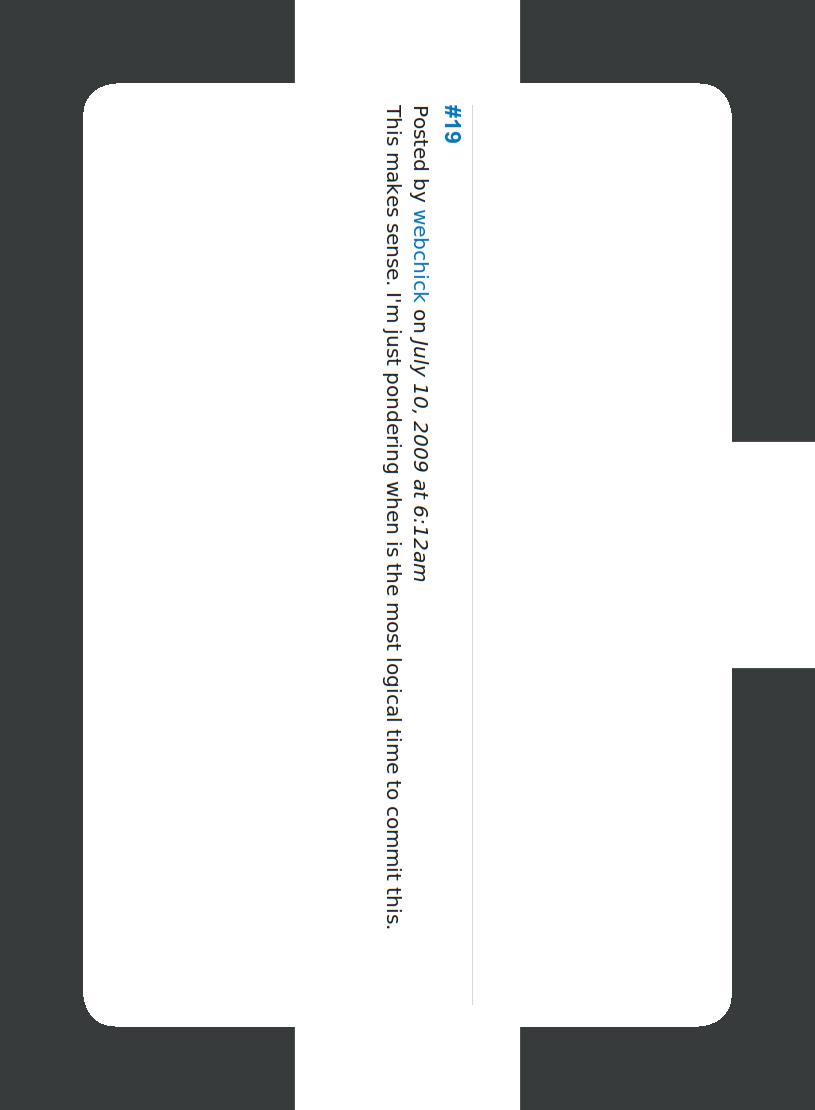 #19
Posted by webchick on July 10, 2009 at 6:12am
This makes sense. I'm just pondering when is the most logical time to commit this.